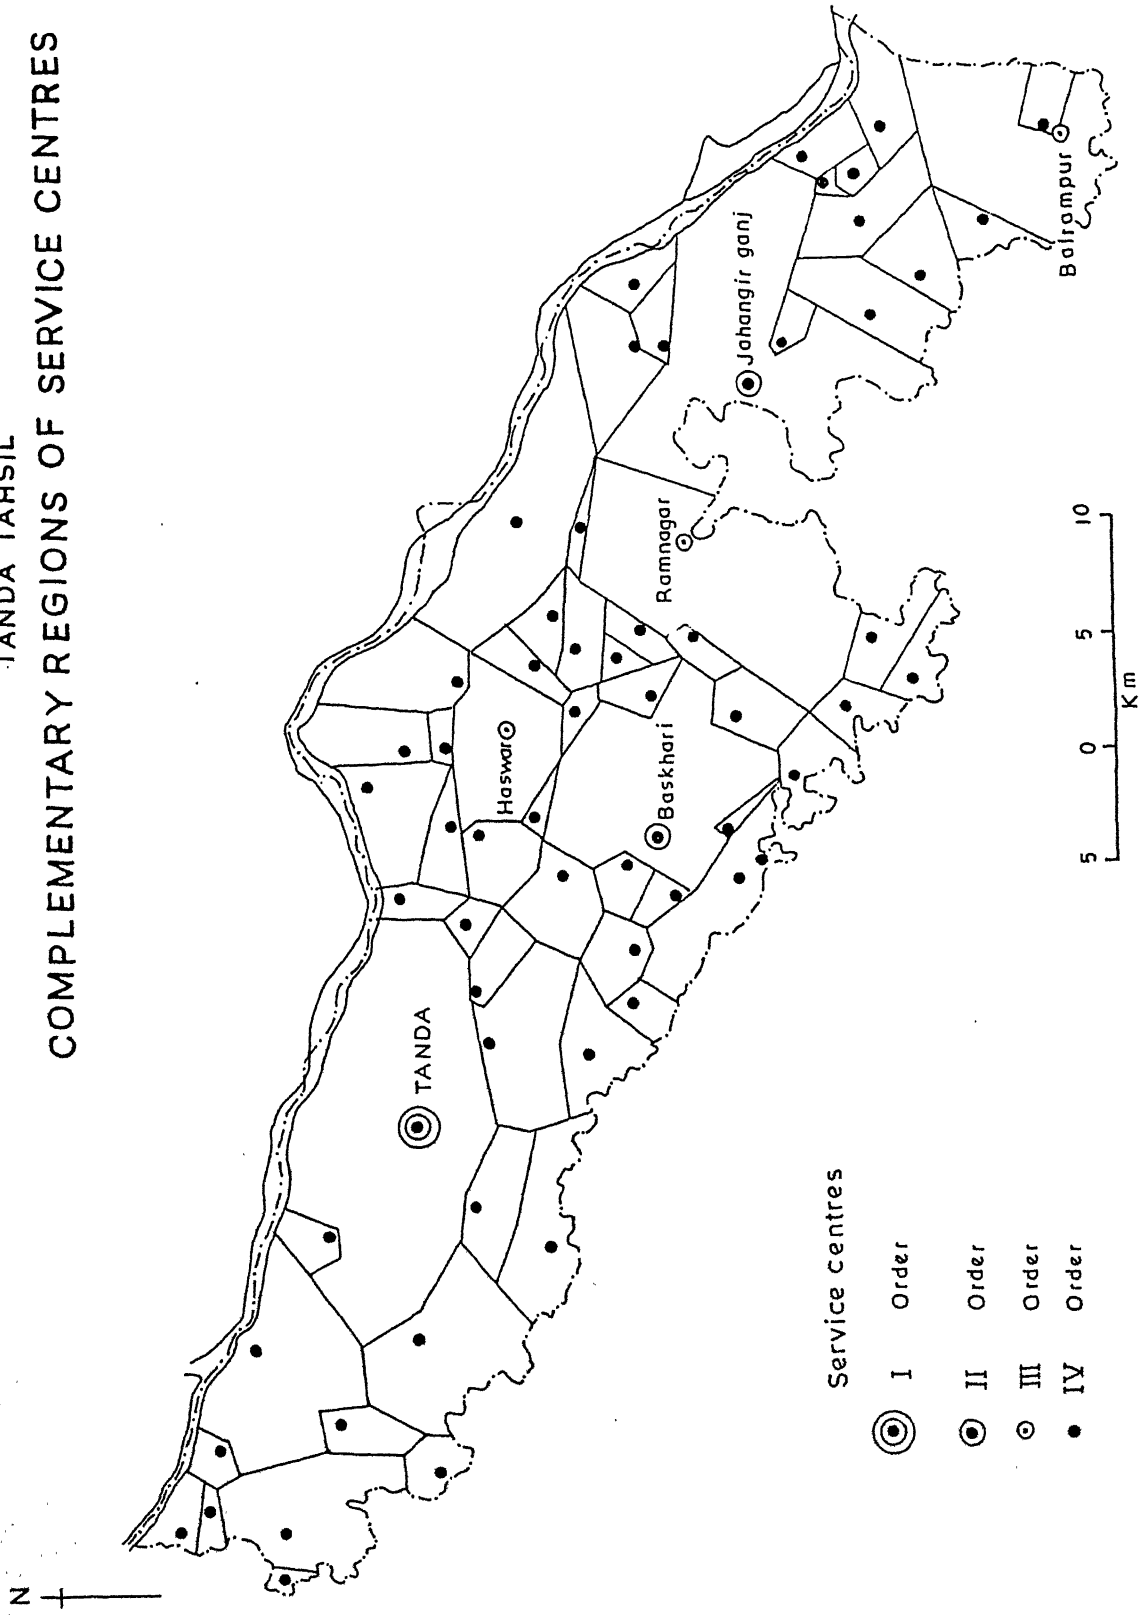 TANDA TAHSIL
COMPLEMENTARY REGIONS OF SERVICE CENTRES
N
TANDA
Haswar
Baskhari
Ramnagar
Jahangir ganj
Balrampur
Service centres
I Order
II Order
III Order
IV Order
5 0 5 10
Km